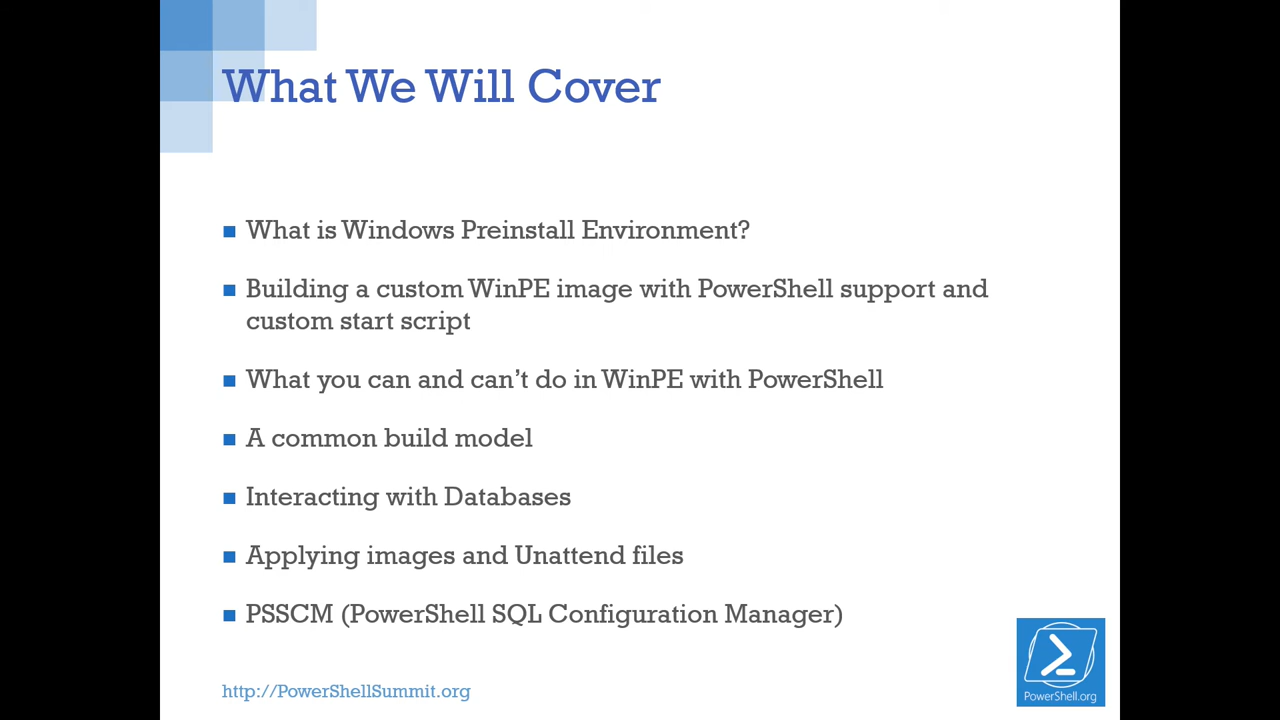 What We Will Cover
What is Windows Preinstall Environment?
Building a custom WinPE image with PowerShell support and
custom start script
What you can and can’t do in WinPE with PowerShell
A common build model
Interacting with Databases
Applying images and Unattend files
PSSCM (PowerShell SQL Configuration Manager)
http://PowerShellSummit.org
PowerShell.org